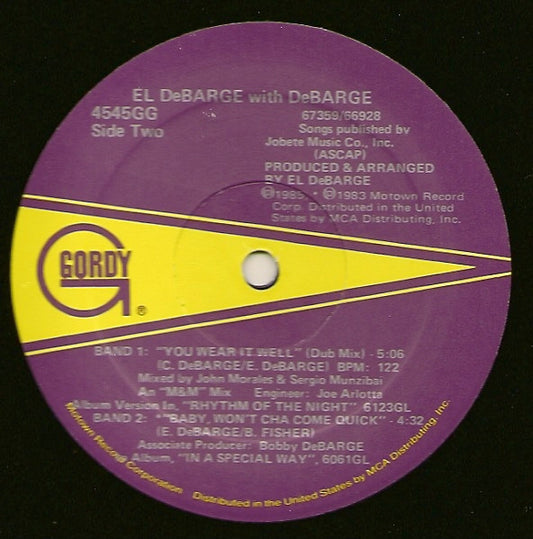 EL DeBARGE with DeBARGE
4545GG
Side Two
67359/66928
Songs published by
Jobete Music Co., Inc.
(ASCAP)
PRODUCED & ARRANGED
BY EL DeBARGE
Ⓟ1985, * Ⓟ1983 Motown Record
Corp. Distributed in the United
States by MCA Distributing, Inc.
GORDY
G
®
BAND 1: "YOU WEAR IT WELL" (Dub Mix) - 5:06
(C. DeBARGE/E. DeBARGE) BPM: 122
Mixed by John Morales & Sergio Munzibai
An "M&M" Mix Engineer: Joe Arlotta
Album Version In, "RHYTHM OF THE NIGHT" 6123GL
BAND 2: *"BABY, WON'T CHA COME QUICK" - 4:32
(E. DeBARGE/B. FISHER)
Associate Producer: Bobby DeBARGE
Album, "IN A SPECIAL WAY", 6061GL
Motown Record Corporation Distributed in the United States by MCA Distributing, Inc.